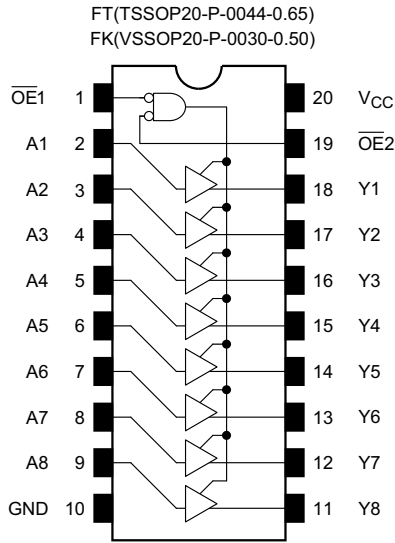 FT(TSSOP20-P-0044-0.65)
FK(VSSOP20-P-0030-0.50)
O̅E̅1 1 20 VCC
A1 2 19 O̅E̅2
A2 3 18 Y1
A3 4 17 Y2
A4 5 16 Y3
A5 6 15 Y4
A6 7 14 Y5
A7 8 13 Y6
A8 9 12 Y7
GND 10 11 Y8